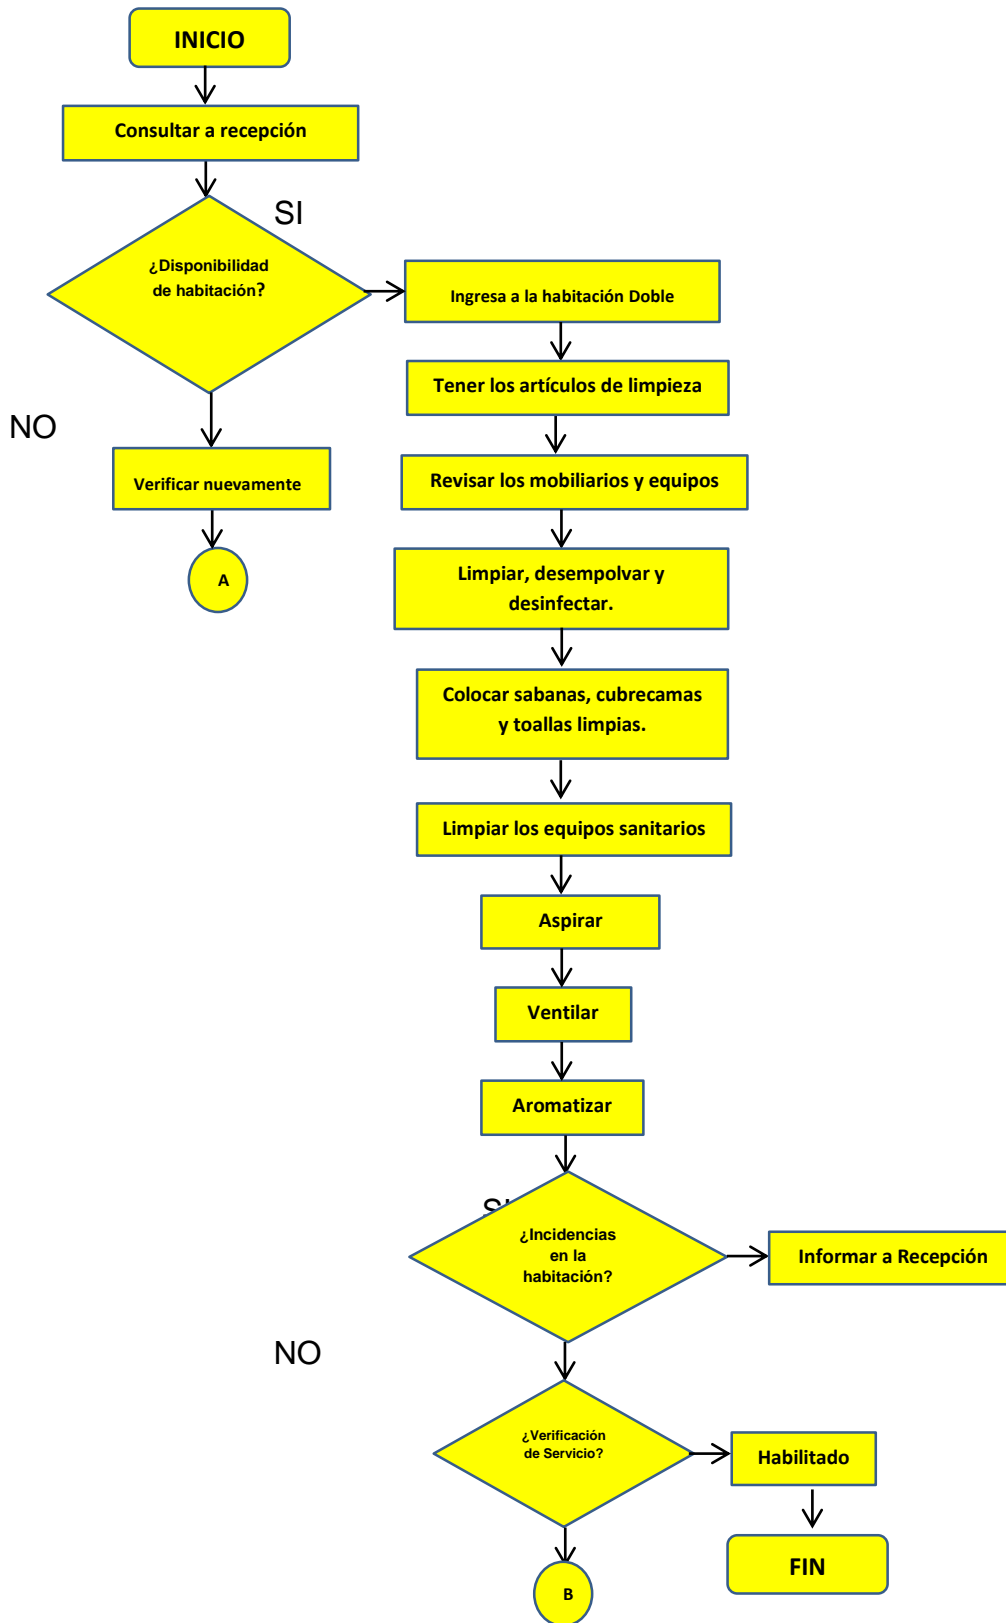 INICIO
Consultar a recepción
SI
¿Disponibilidad
de habitación?
Ingresa a la habitación Doble
Tener los artículos de limpieza
NO
Verificar nuevamente
Revisar los mobiliarios y equipos
A
Limpiar, desempolvar y
desinfectar.
Colocar sabanas, cubrecamas
y toallas limpias.
Limpiar los equipos sanitarios
Aspirar
Ventilar
Aromatizar
SI
¿Incidencias
en la
habitación?
Informar a Recepción
NO
¿Verificación
de Servicio?
Habilitado
FIN
B